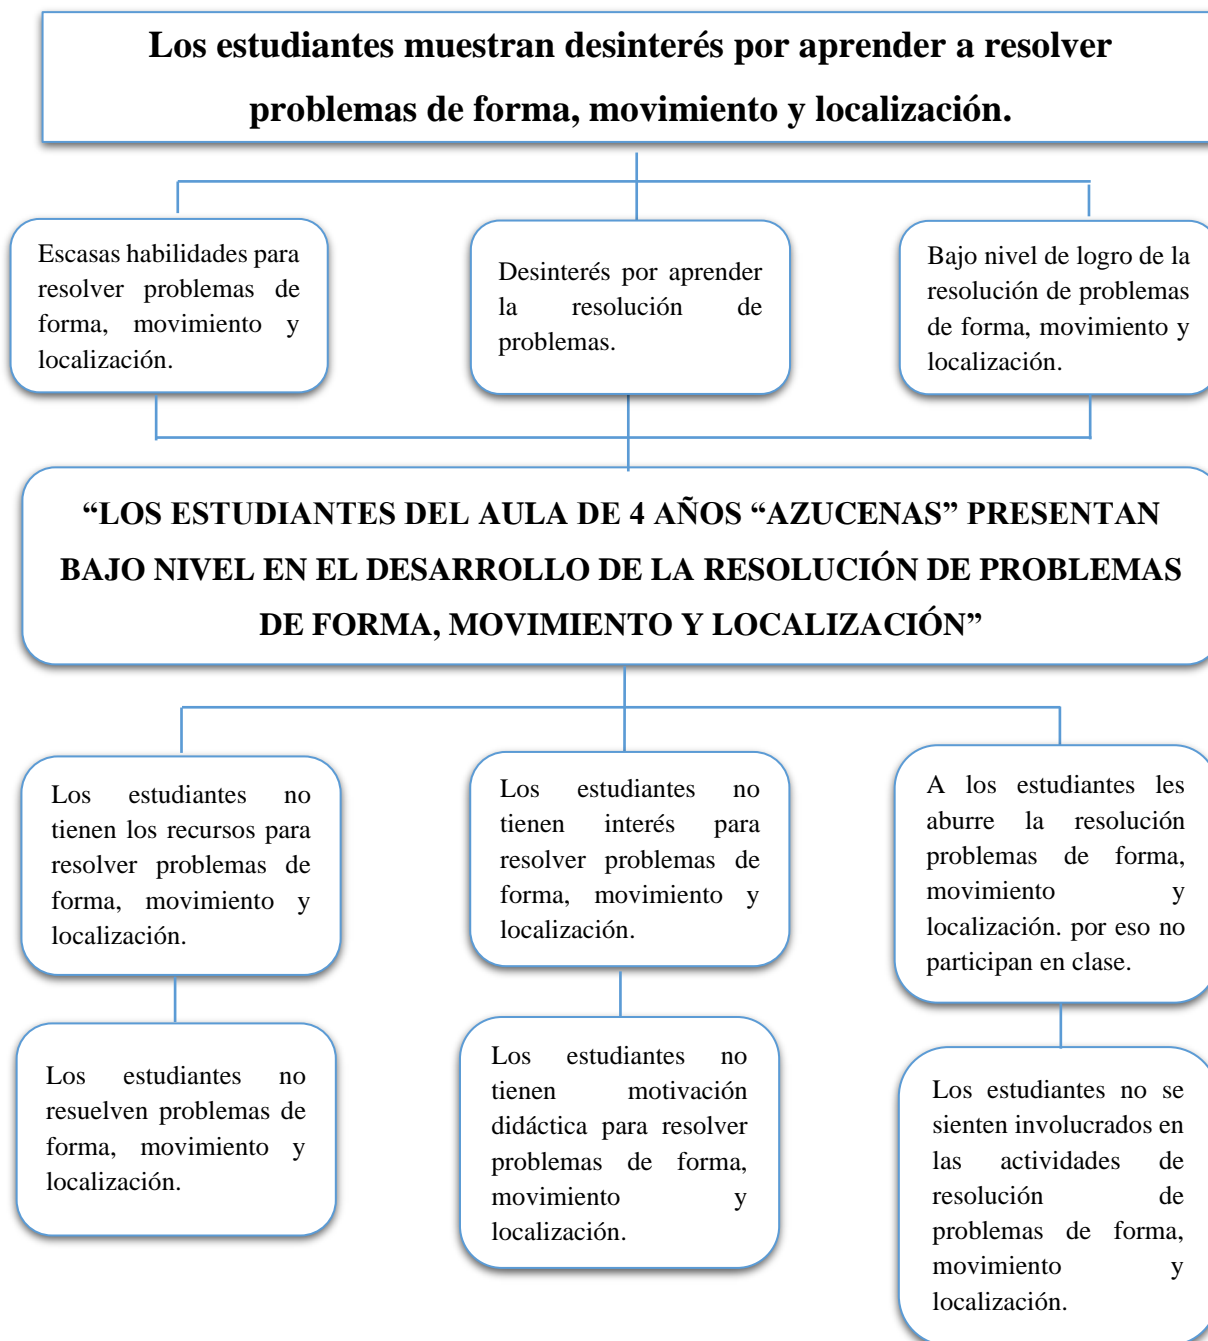 Los estudiantes muestran desinterés por aprender a resolver
problemas de forma, movimiento y localización.
Escasas habilidades para
resolver problemas de
forma, movimiento y
localización.
Desinterés por aprender
la resolución de
problemas.
Bajo nivel de logro de la
resolución de problemas
de forma, movimiento y
localización.
“LOS ESTUDIANTES DEL AULA DE 4 AÑOS “AZUCENAS” PRESENTAN
BAJO NIVEL EN EL DESARROLLO DE LA RESOLUCIÓN DE PROBLEMAS
DE FORMA, MOVIMIENTO Y LOCALIZACIÓN”
Los estudiantes no
tienen los recursos para
resolver problemas de
forma, movimiento y
localización.
Los estudiantes no
tienen interés para
resolver problemas de
forma, movimiento y
localización.
A los estudiantes les
aburre la resolución
problemas de forma,
movimiento y
localización. por eso no
participan en clase.
Los estudiantes no
resuelven problemas de
forma, movimiento y
localización.
Los estudiantes no
tienen motivación
didáctica para resolver
problemas de forma,
movimiento y
localización.
Los estudiantes no se
sienten involucrados en
las actividades de
resolución de
problemas de forma,
movimiento y
localización.